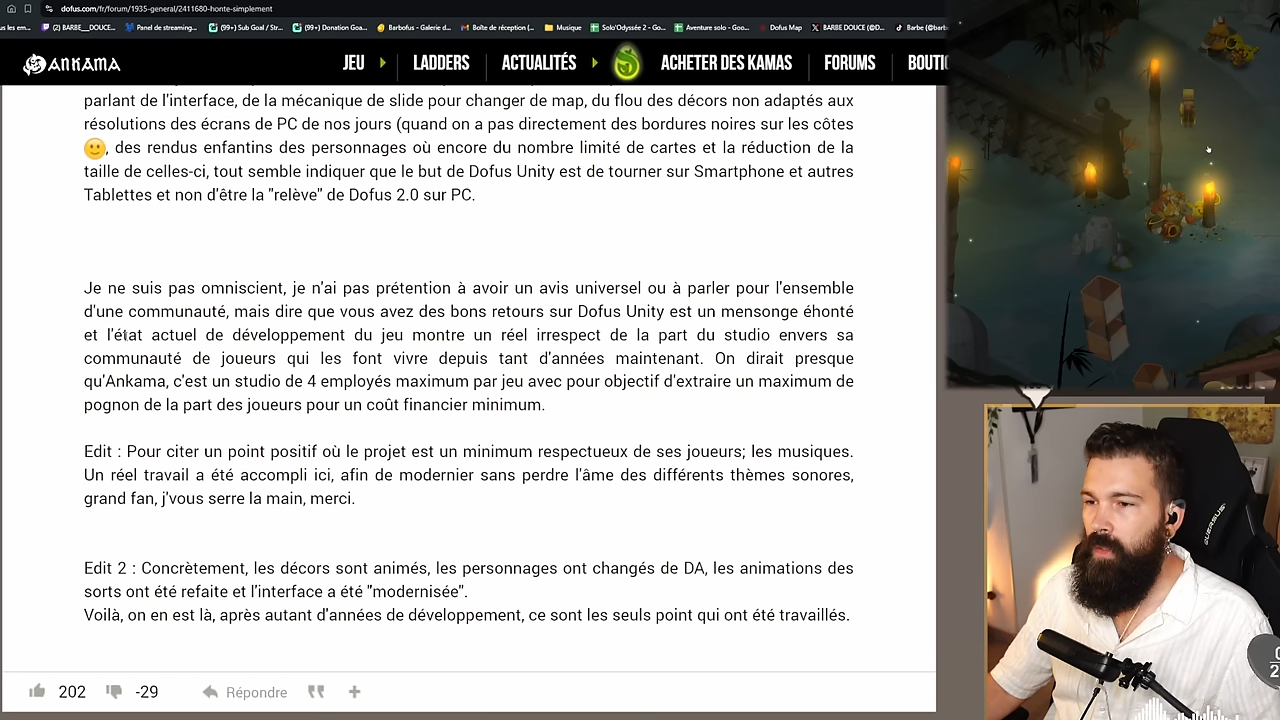 dofus.com/fr/forum/1935-general/2411680-honte-simplement
(2) BARBE__DOUCE...
Panel de streaming...
(99+) Sub Goal / Str...
(99+) Donation Goa...
Barbofus - Galerie d...
Boîte de réception (...
Musique
Solo'Odyssée 2 - Go...
Aventure solo - Goo...
Dofus Map
BARBE DOUCE (@D...
Barbe (@barb
ANKAMA
JEU
LADDERS
ACTUALITÉS
ACHETER DES KAMAS
FORUMS
BOUTIQ
parlant de l'interface, de la mécanique de slide pour changer de map, du flou des décors non adaptés aux
résolutions des écrans de PC de nos jours (quand on a pas directement des bordures noires sur les côtes
, des rendus enfantins des personnages où encore du nombre limité de cartes et la réduction de la
taille de celles-ci, tout semble indiquer que le but de Dofus Unity est de tourner sur Smartphone et autres
Tablettes et non d'être la "relève" de Dofus 2.0 sur PC.
Je ne suis pas omniscient, je n'ai pas prétention à avoir un avis universel ou à parler pour l'ensemble
d'une communauté, mais dire que vous avez des bons retours sur Dofus Unity est un mensonge éhonté
et l'état actuel de développement du jeu montre un réel irrespect de la part du studio envers sa
communauté de joueurs qui les font vivre depuis tant d'années maintenant. On dirait presque
qu'Ankama, c'est un studio de 4 employés maximum par jeu avec pour objectif d'extraire un maximum de
pognon de la part des joueurs pour un coût financier minimum.
Edit : Pour citer un point positif où le projet est un minimum respectueux de ses joueurs; les musiques.
Un réel travail a été accompli ici, afin de modernier sans perdre l'âme des différents thèmes sonores,
grand fan, j'vous serre la main, merci.
Edit 2 : Concrètement, les décors sont animés, les personnages ont changés de DA, les animations des
sorts ont été refaite et l'interface a été "modernisée".
Voilà, on en est là, après autant d'années de développement, ce sont les seuls point qui ont été travaillés.
202
-29
Répondre
QUERSUS